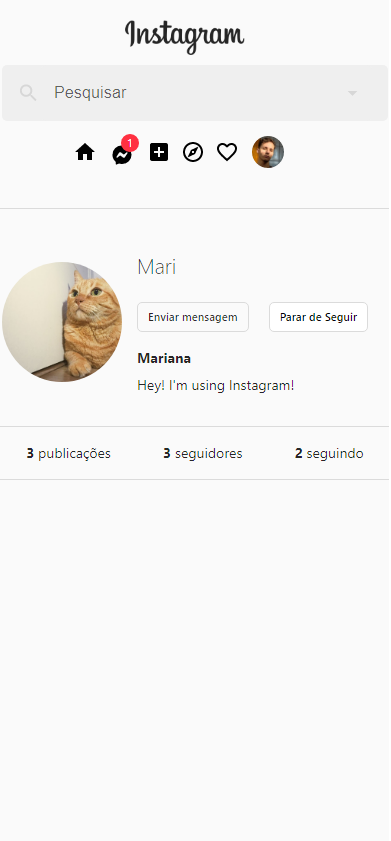 Instagram
Pesquisar
1
Mari
Enviar mensagem Parar de Seguir
Mariana
Hey! I'm using Instagram!
3 publicações 3 seguidores 2 seguindo